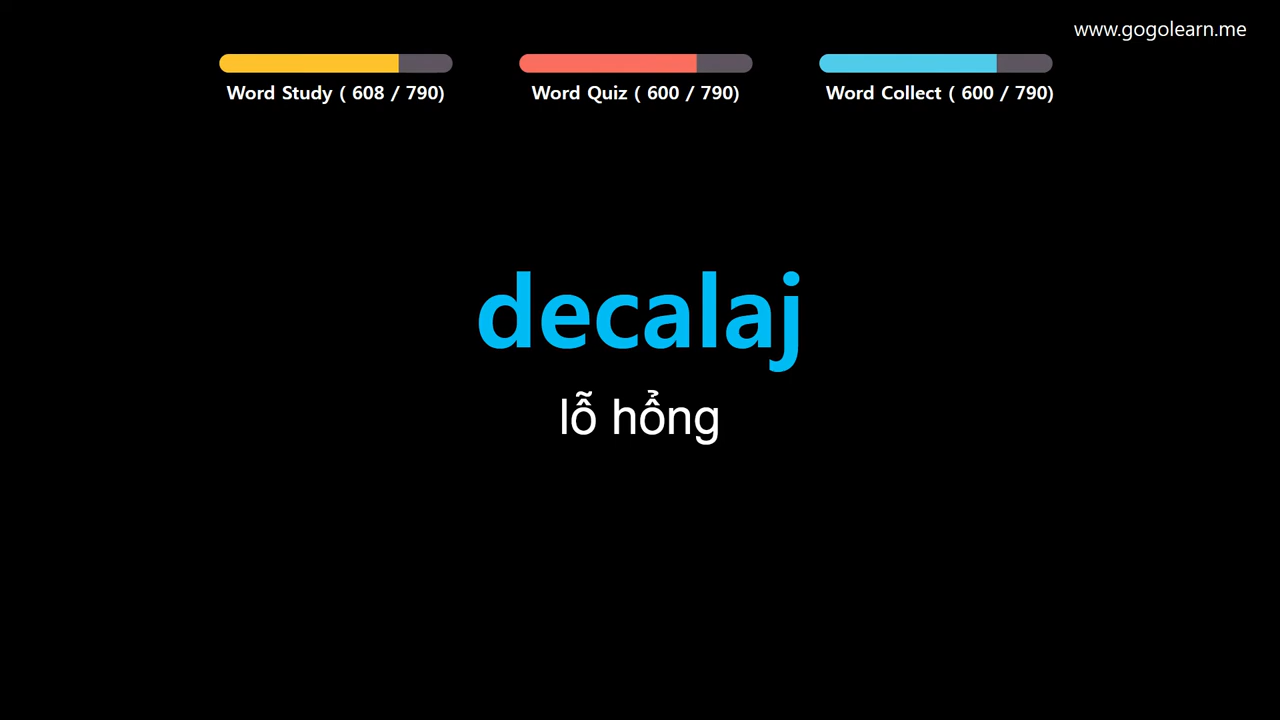 www.gogolearn.me
Word Study ( 608 / 790)
Word Quiz ( 600 / 790)
Word Collect ( 600 / 790)
decalaj
lỗ hổng